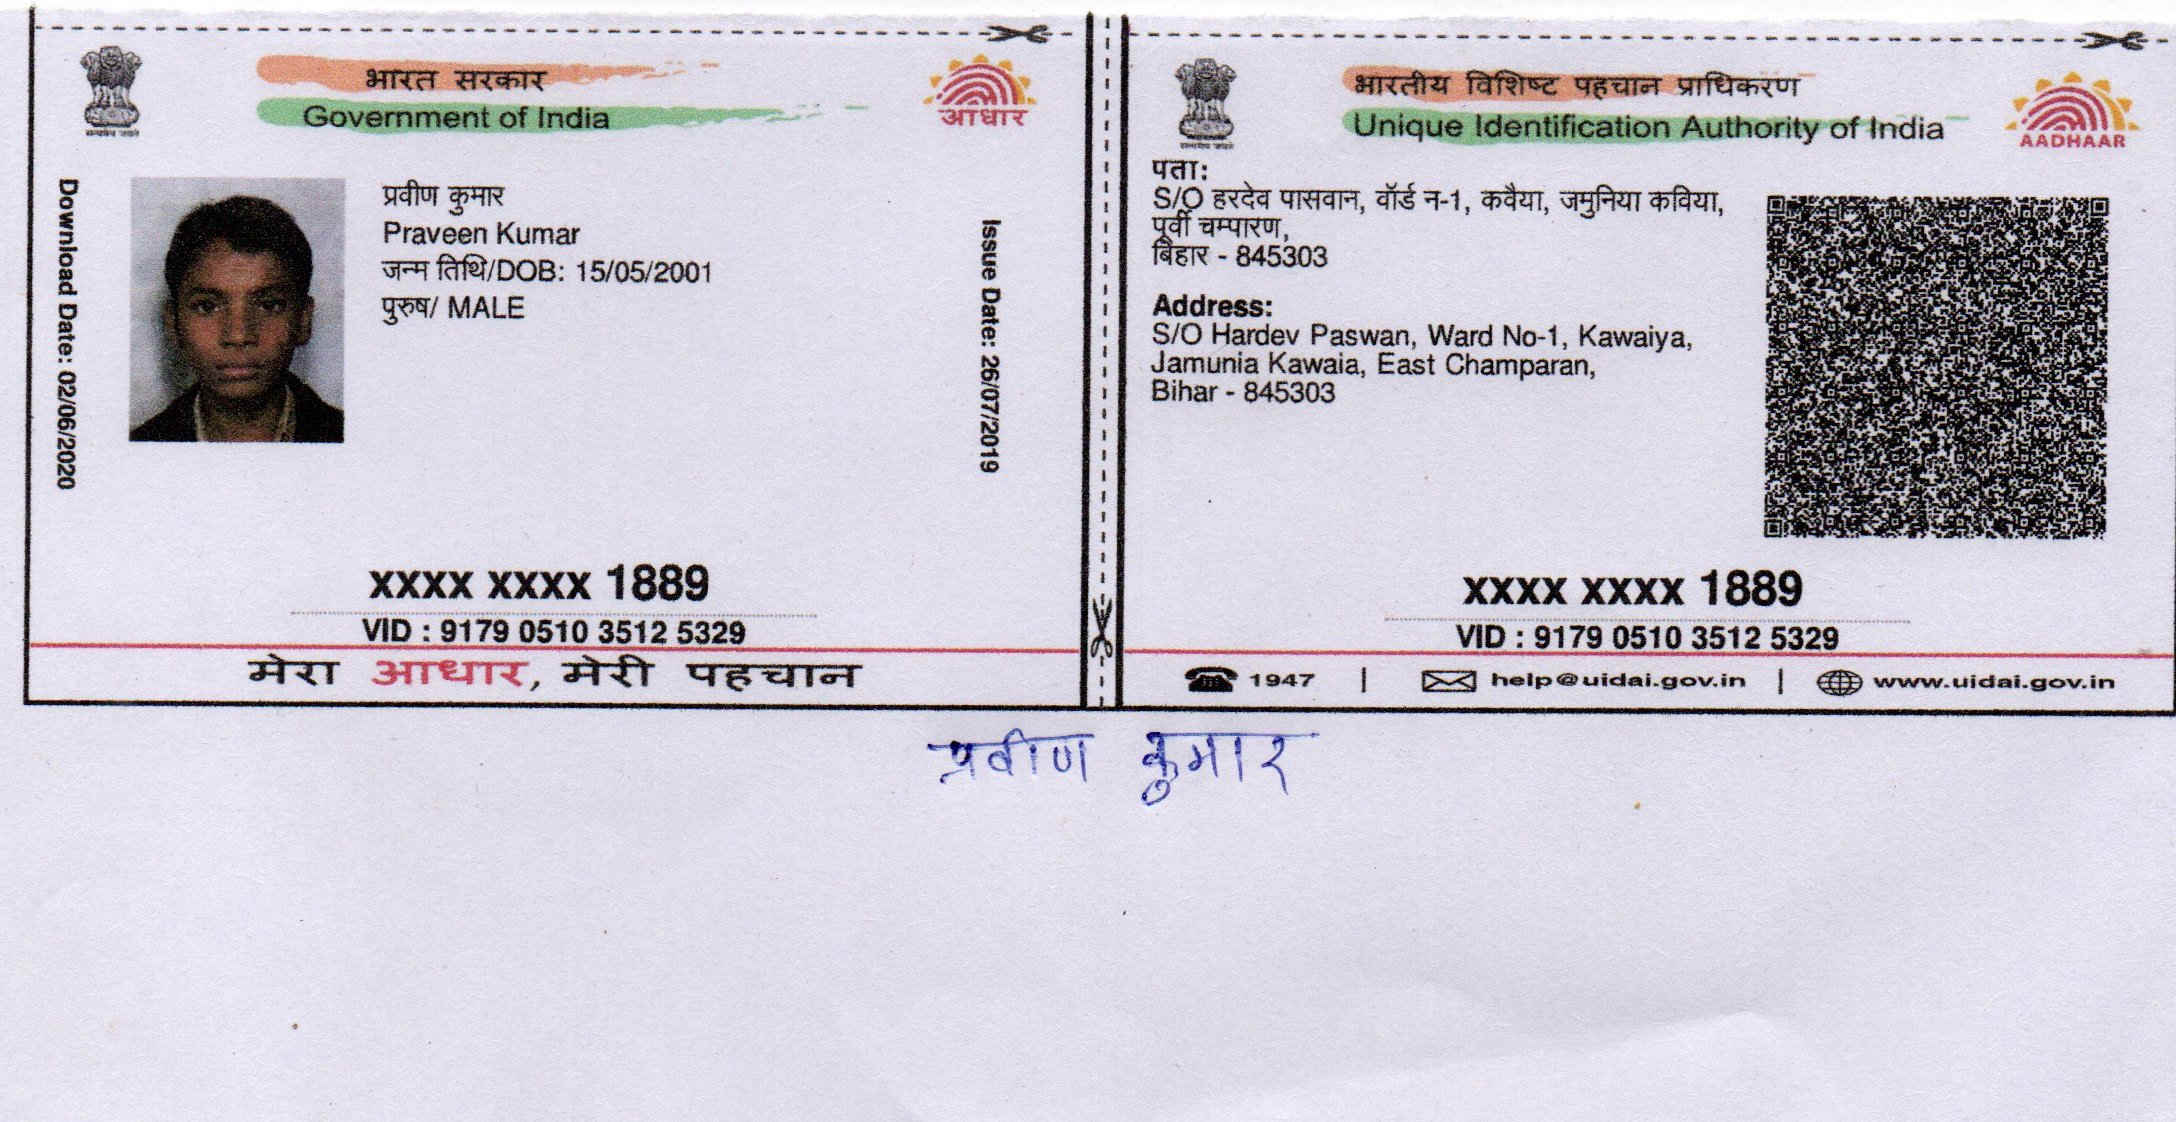 भारत सरकार
Government of India
आधार
Download Date: 02/06/2020
प्रवीण कुमार
Praveen Kumar
जन्म तिथि/DOB: 15/05/2001
पुरुष/ MALE
Issue Date: 26/07/2019
xxxx xxxx 1889
VID : 9179 0510 3512 5329
मेरा आधार, मेरी पहचान
भारतीय विशिष्ट पहचान प्राधिकरण
Unique Identification Authority of India
AADHAAR
पता:
S/O हरदेव पासवान, वॉर्ड न-1, कवैया, जमुनिया कविया,
पूर्वी चम्पारण,
बिहार - 845303
Address:
S/O Hardev Paswan, Ward No-1, Kawaiya,
Jamunia Kawaia, East Champaran,
Bihar - 845303
xxxx xxxx 1889
VID : 9179 0510 3512 5329
1947 | help@uidai.gov.in | www.uidai.gov.in
प्रवीण कुमार